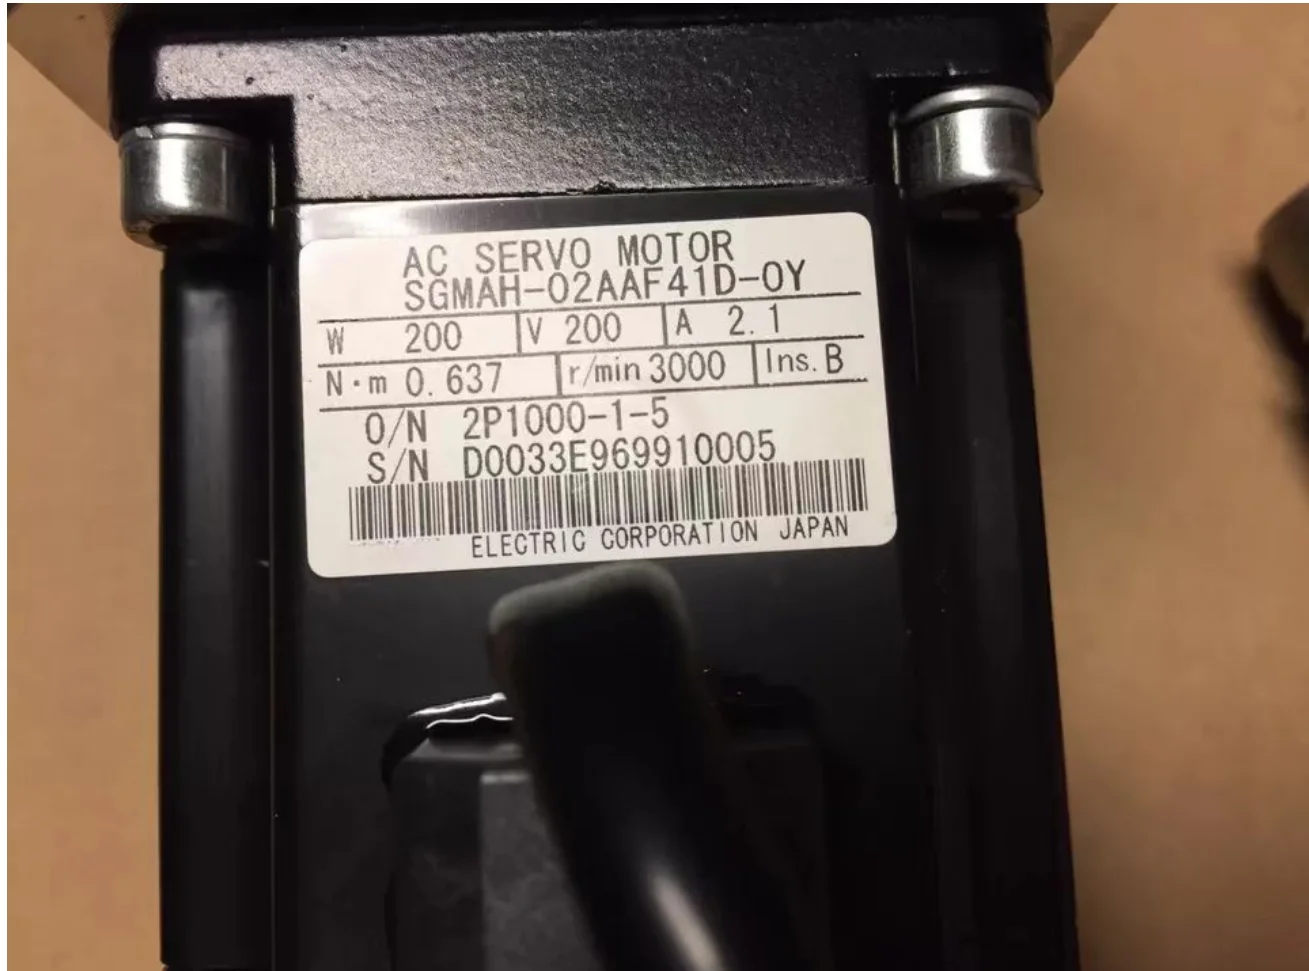 AC SERVO MOTOR
SGMAH-02AAF41D-0Y
W 200 V 200 A 2.1
N·m 0.637 r/min 3000 Ins. B
O/N 2P1000-1-5
S/N D0033E969910005
ELECTRIC CORPORATION JAPAN